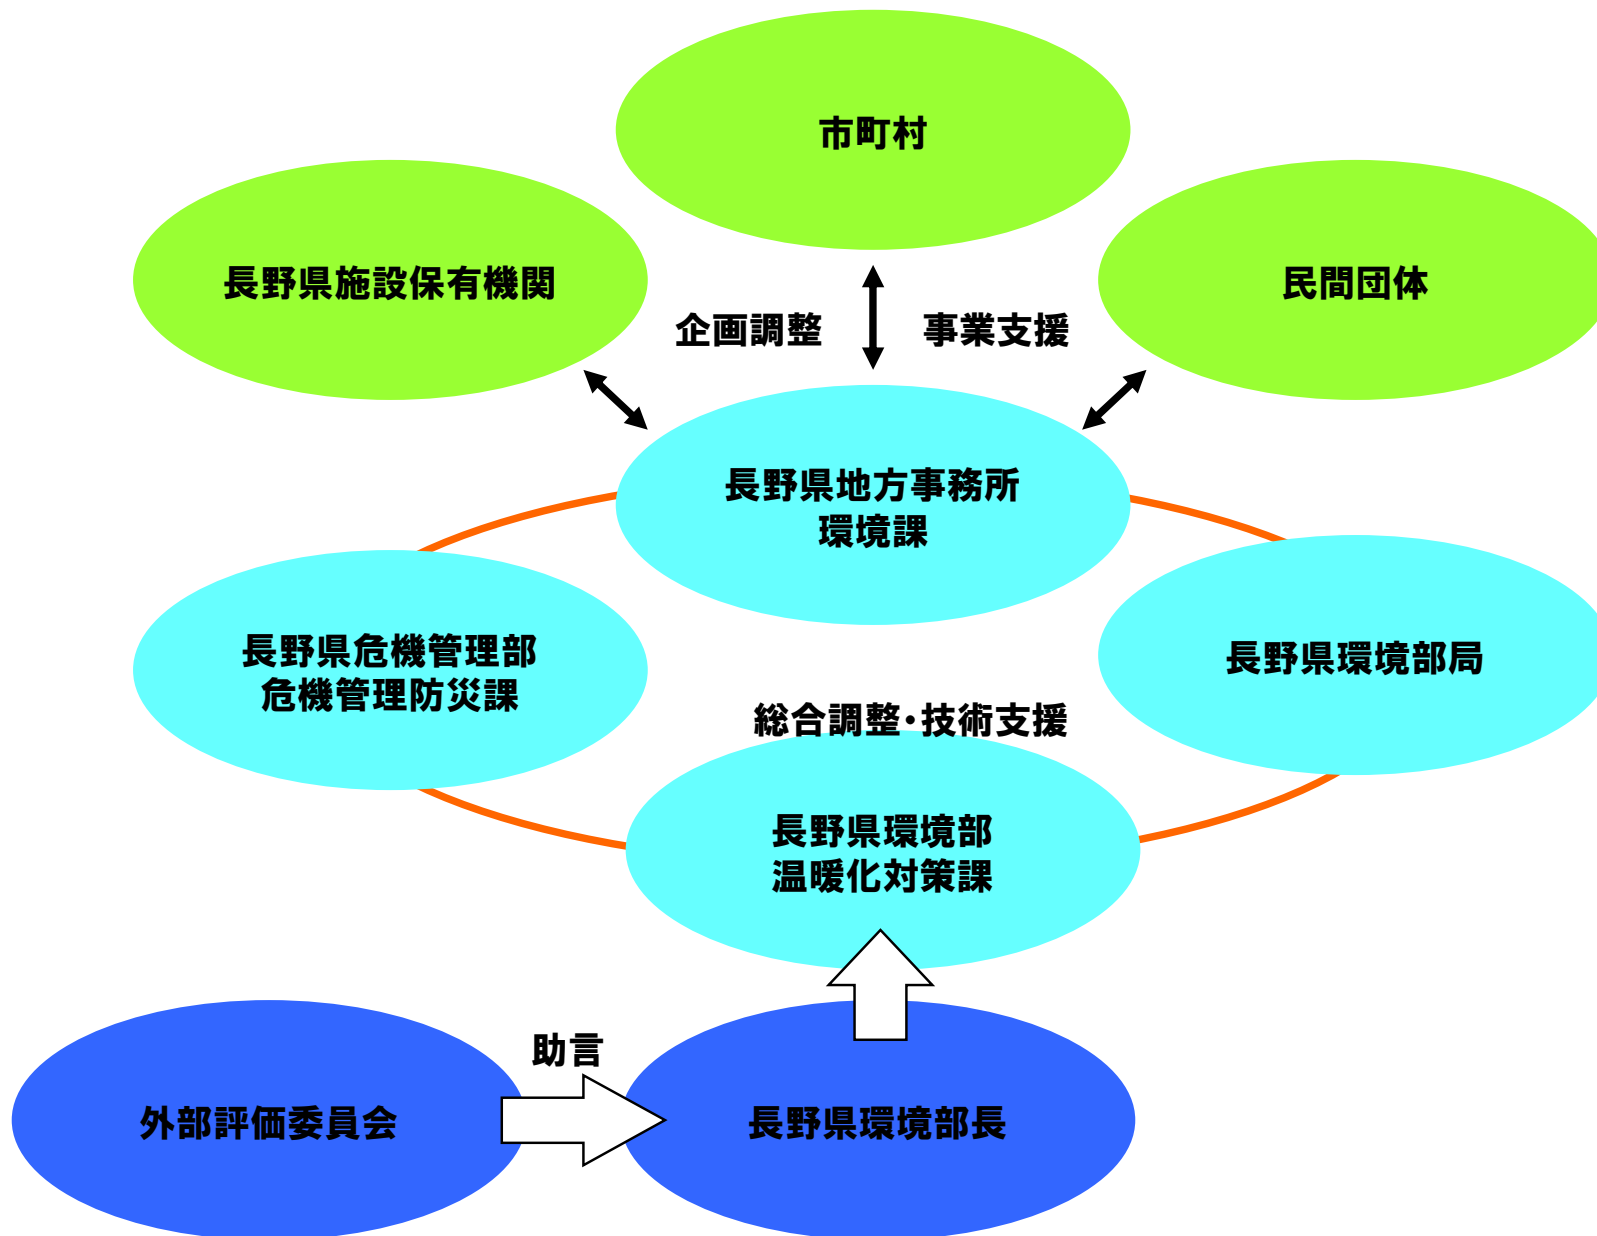 市町村
長野県施設保有機関
民間団体
企画調整
事業支援
長野県地方事務所
環境課
長野県危機管理部
危機管理防災課
長野県環境部局
総合調整・技術支援
長野県環境部
温暖化対策課
助言
外部評価委員会
長野県環境部長